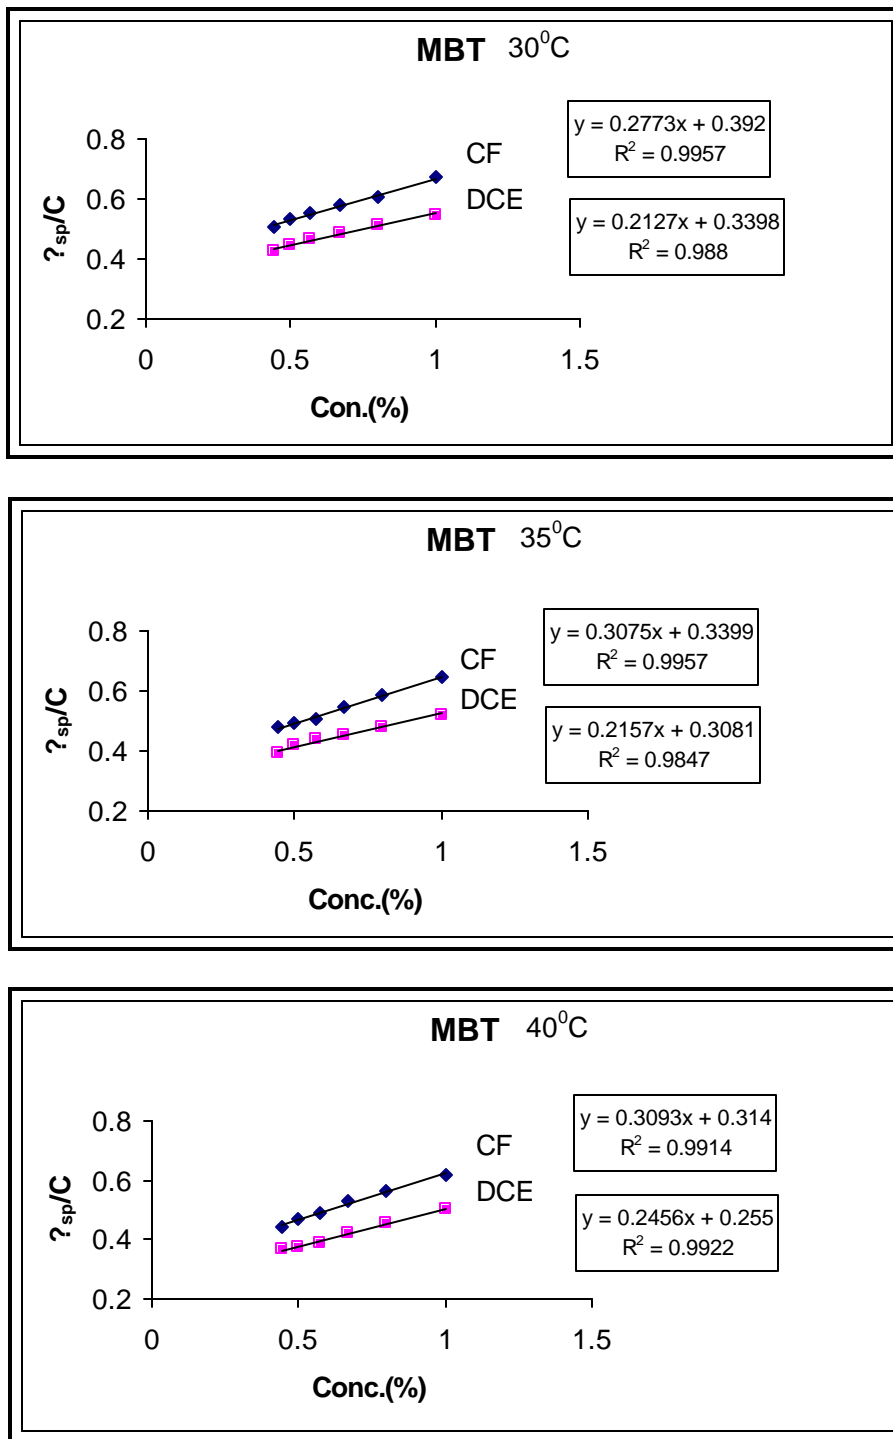 MBT 30⁰C
y = 0.2773x + 0.392
R² = 0.9957
y = 0.2127x + 0.3398
R² = 0.988
CF
DCE
?sp/C
0.8
0.6
0.4
0.2
0 0.5 1 1.5
Con.(%)
MBT 35⁰C
y = 0.3075x + 0.3399
R² = 0.9957
y = 0.2157x + 0.3081
R² = 0.9847
CF
DCE
?sp/C
0.8
0.6
0.4
0.2
0 0.5 1 1.5
Conc.(%)
MBT 40⁰C
y = 0.3093x + 0.314
R² = 0.9914
y = 0.2456x + 0.255
R² = 0.9922
CF
DCE
?sp/C
0.8
0.6
0.4
0.2
0 0.5 1 1.5
Conc.(%)